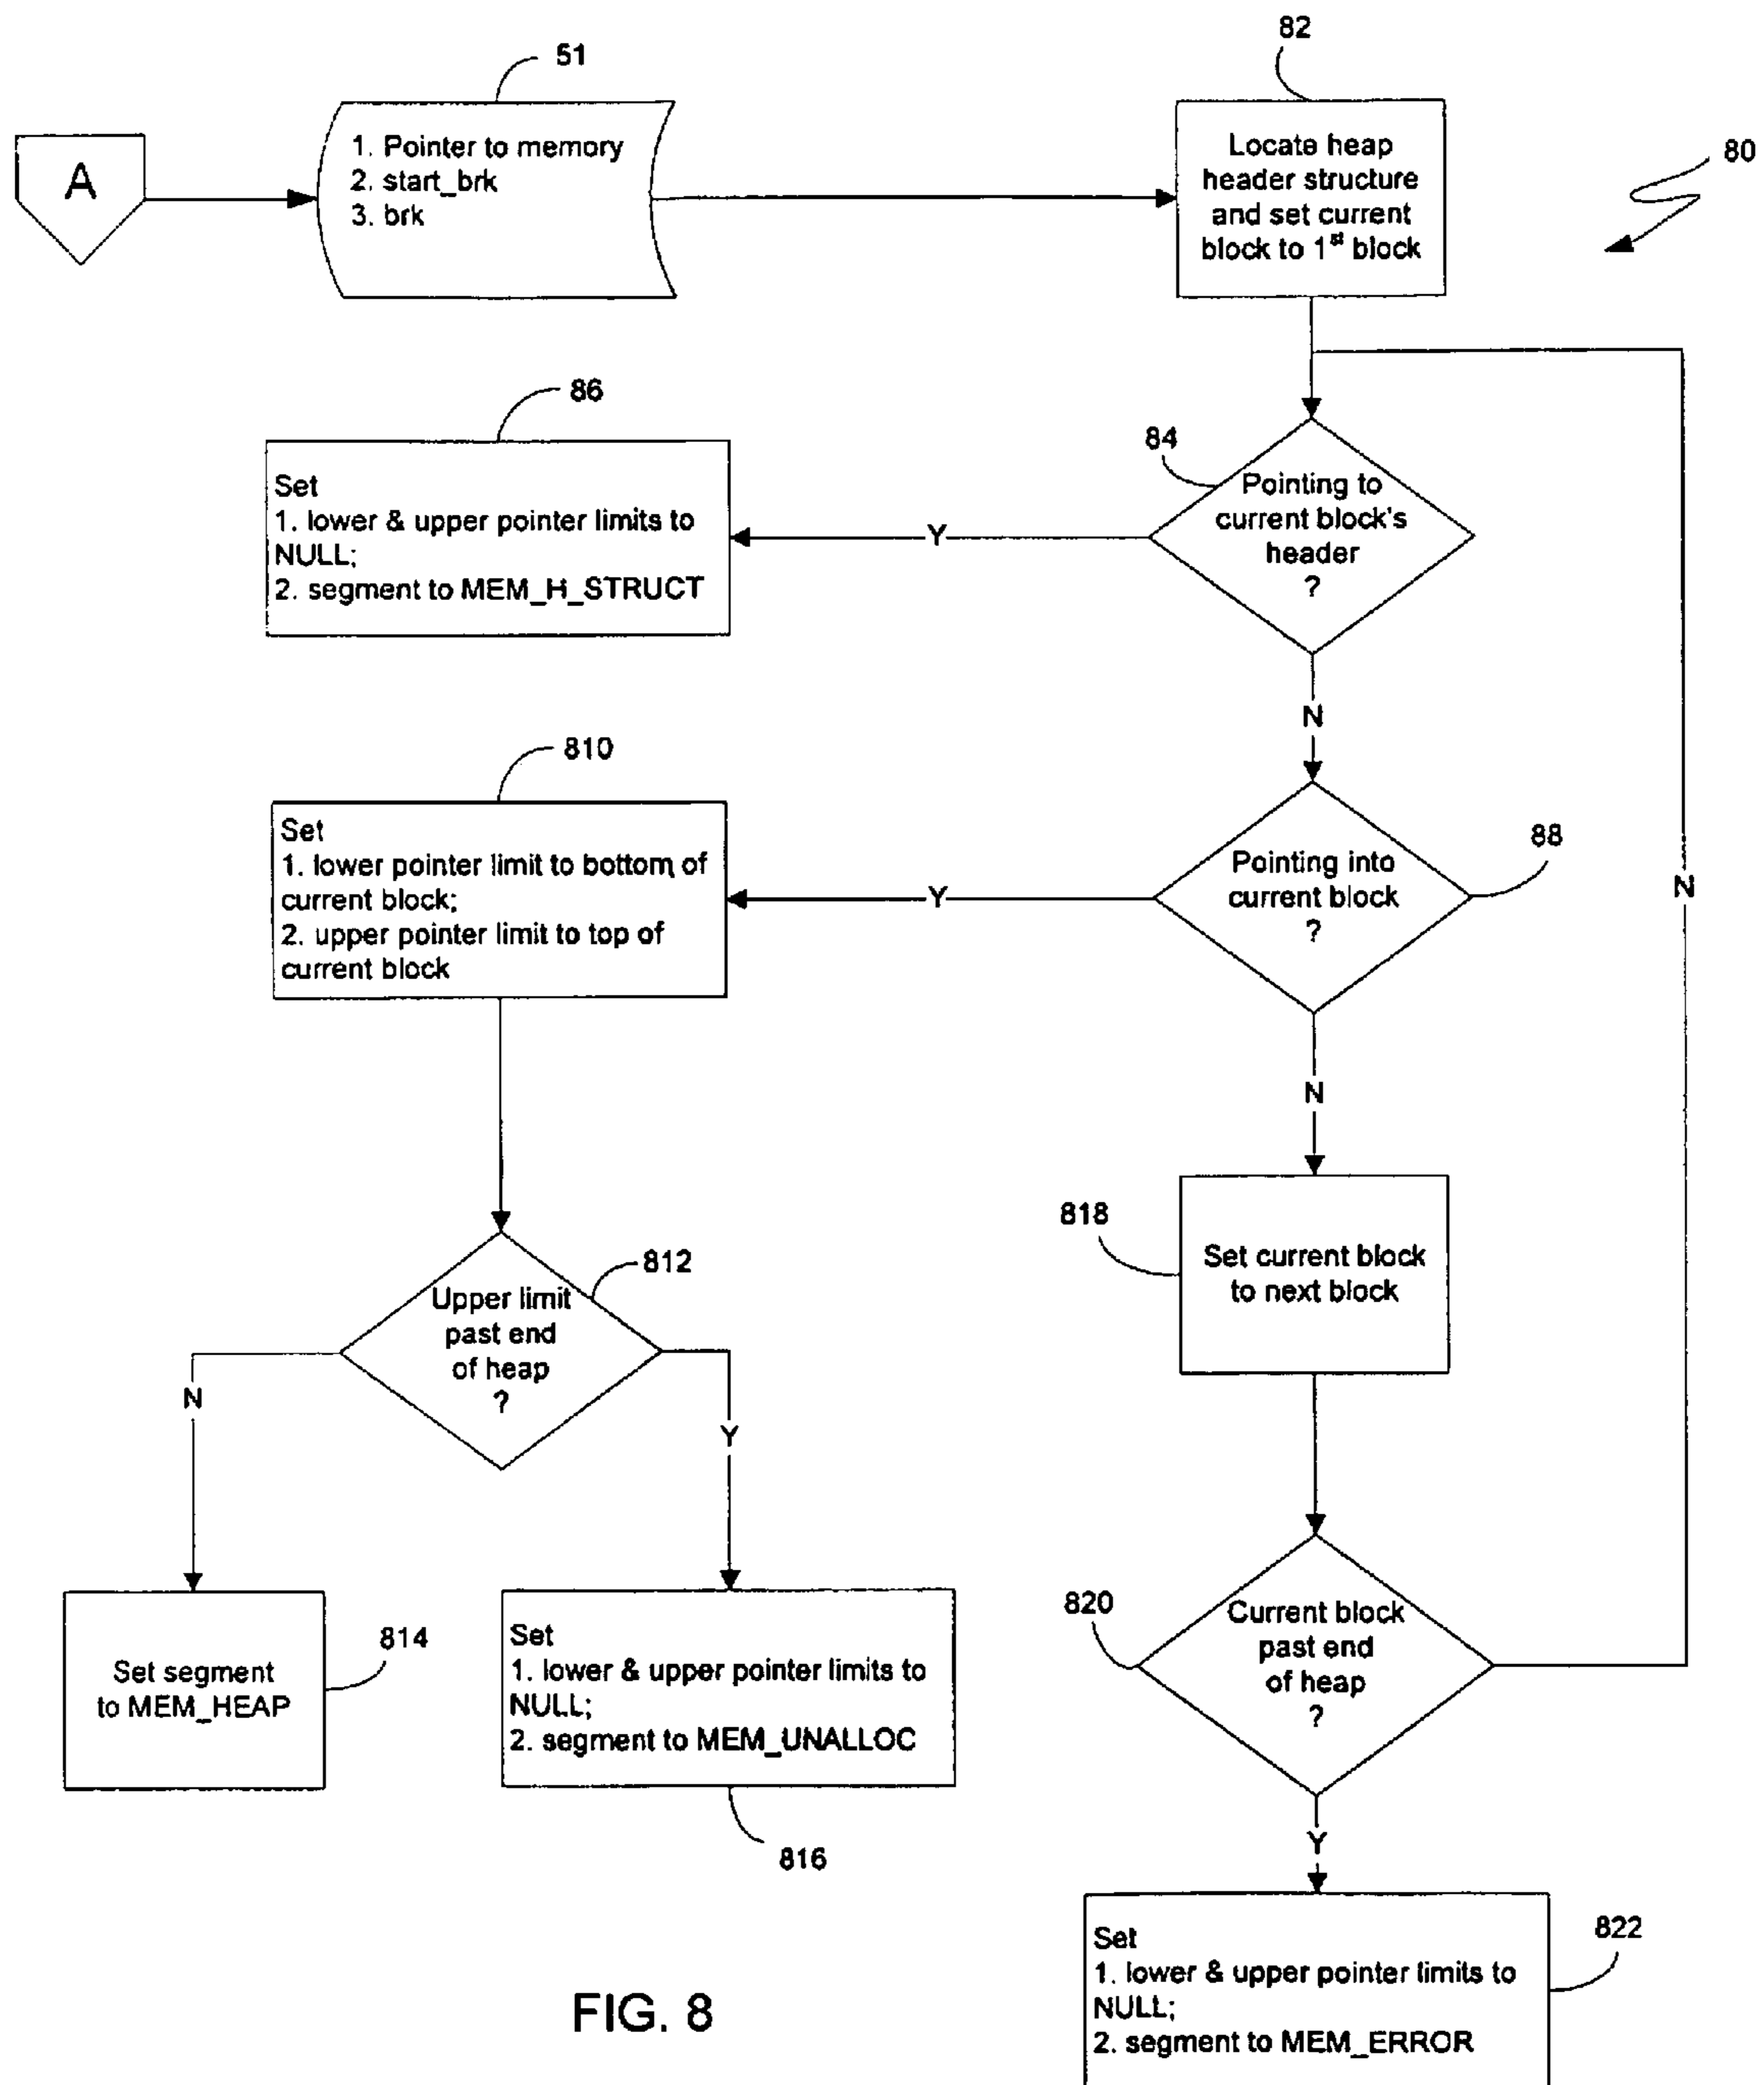 82
51
80
A
1. Pointer to memory
2. start_brk
3. brk
Locate heap
header structure
and set current
block to 1st block
86
84
Set
1. lower & upper pointer limits to
NULL;
2. segment to MEM_H_STRUCT
Y
Pointing to
current block's
header
?
N
810
88
Set
1. lower pointer limit to bottom of
current block;
2. upper pointer limit to top of
current block
Y
Pointing into
current block
?
N
N
818
Set current block
to next block
812
Upper limit
past end
of heap
?
N
Y
820
Current block
past end
of heap
?
814
Set segment
to MEM_HEAP
Set
1. lower & upper pointer limits to
NULL;
2. segment to MEM_UNALLOC
816
Y
822
Set
1. lower & upper pointer limits to
NULL;
2. segment to MEM_ERROR
FIG. 8